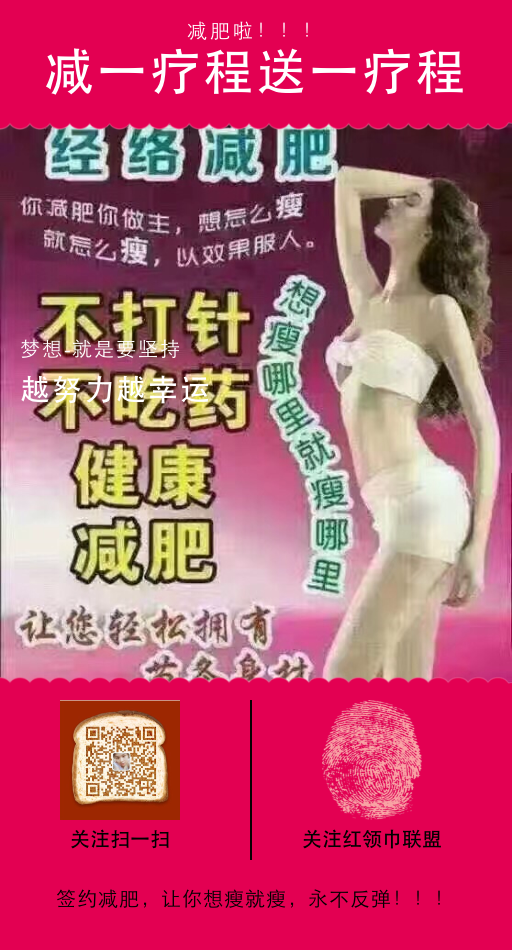 减肥啦！！！
减一疗程送一疗程
经络减肥
你减肥你做主，想怎么瘦
就怎么瘦，以效果服人。
想瘦哪里就瘦哪里
不打针
梦想 就是要坚持
越努力越幸运
不吃药
健康
减肥
让您轻松拥有
关注扫一扫
关注红领巾联盟
签约减肥，让你想瘦就瘦，永不反弹！！！